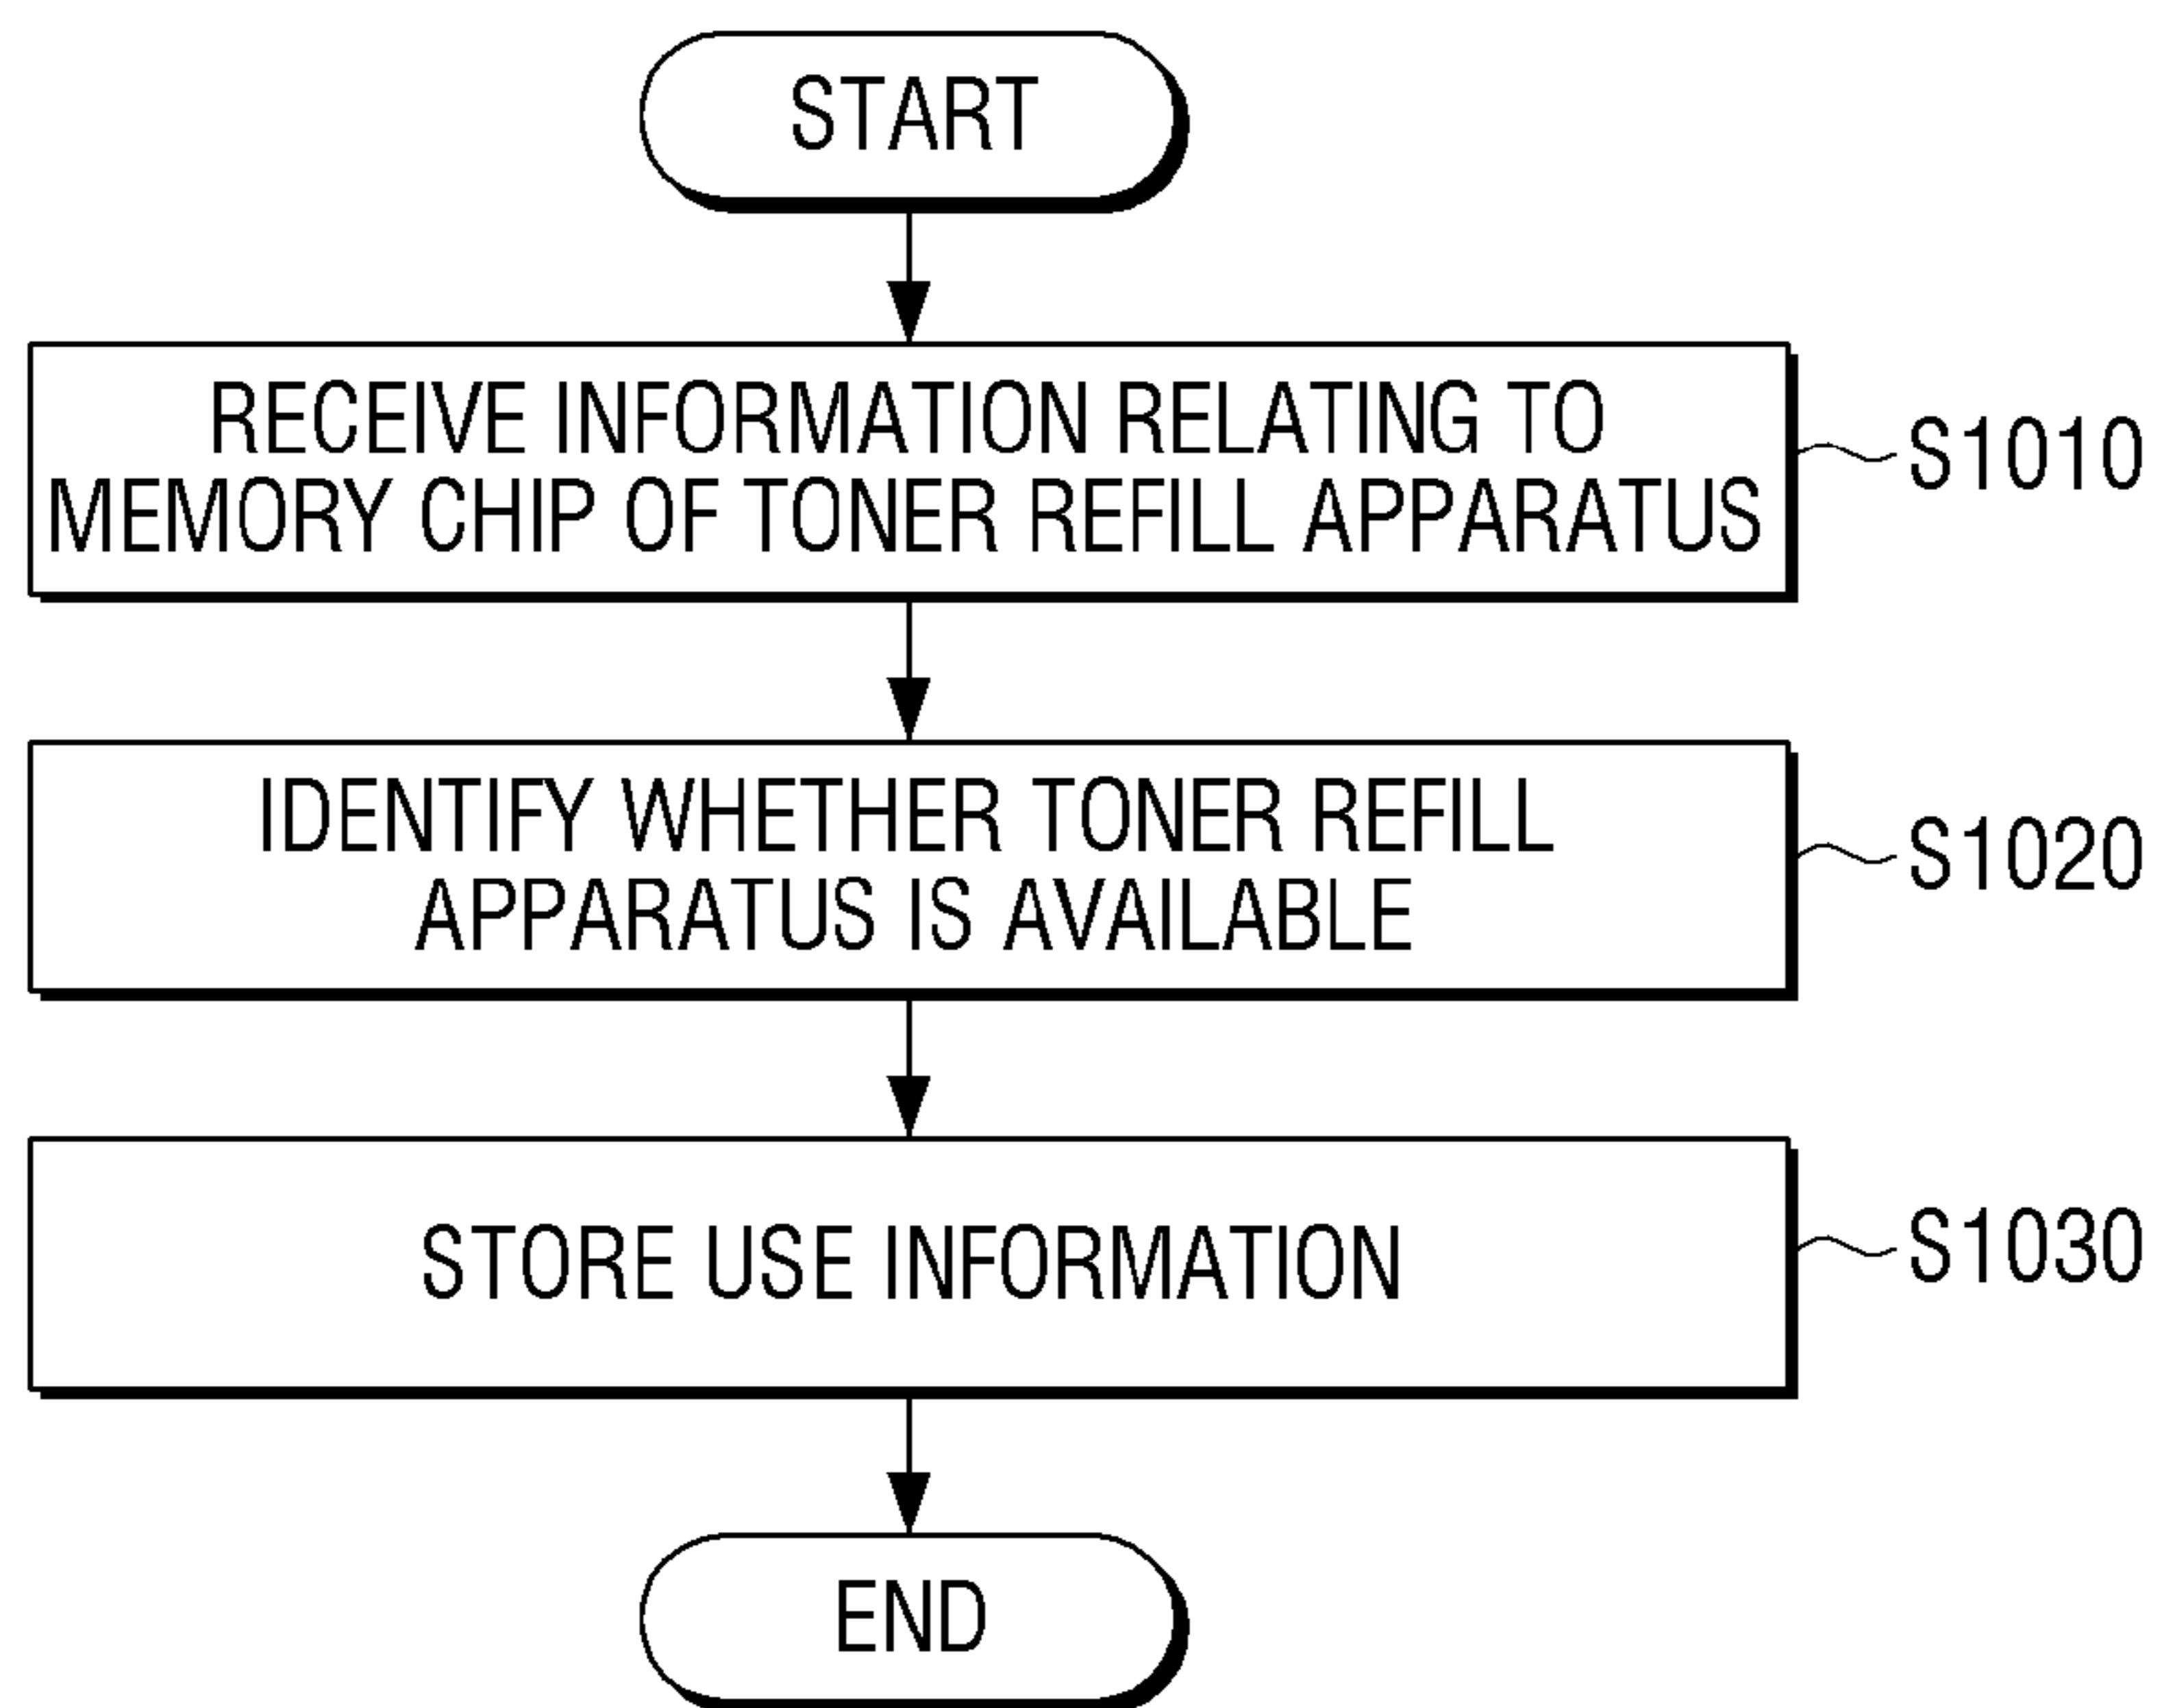 START
RECEIVE INFORMATION RELATING TO
MEMORY CHIP OF TONER REFILL APPARATUS
S1010
IDENTIFY WHETHER TONER REFILL
APPARATUS IS AVAILABLE
S1020
STORE USE INFORMATION
S1030
END